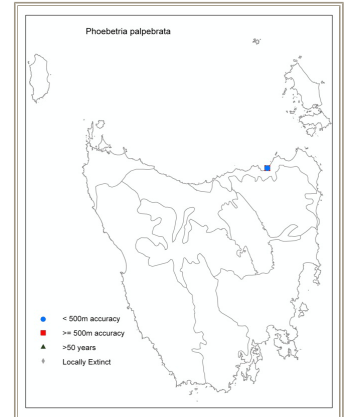 Phoebetria palpebrata
< 500m accuracy
>= 500m accuracy
>50 years
Locally Extinct